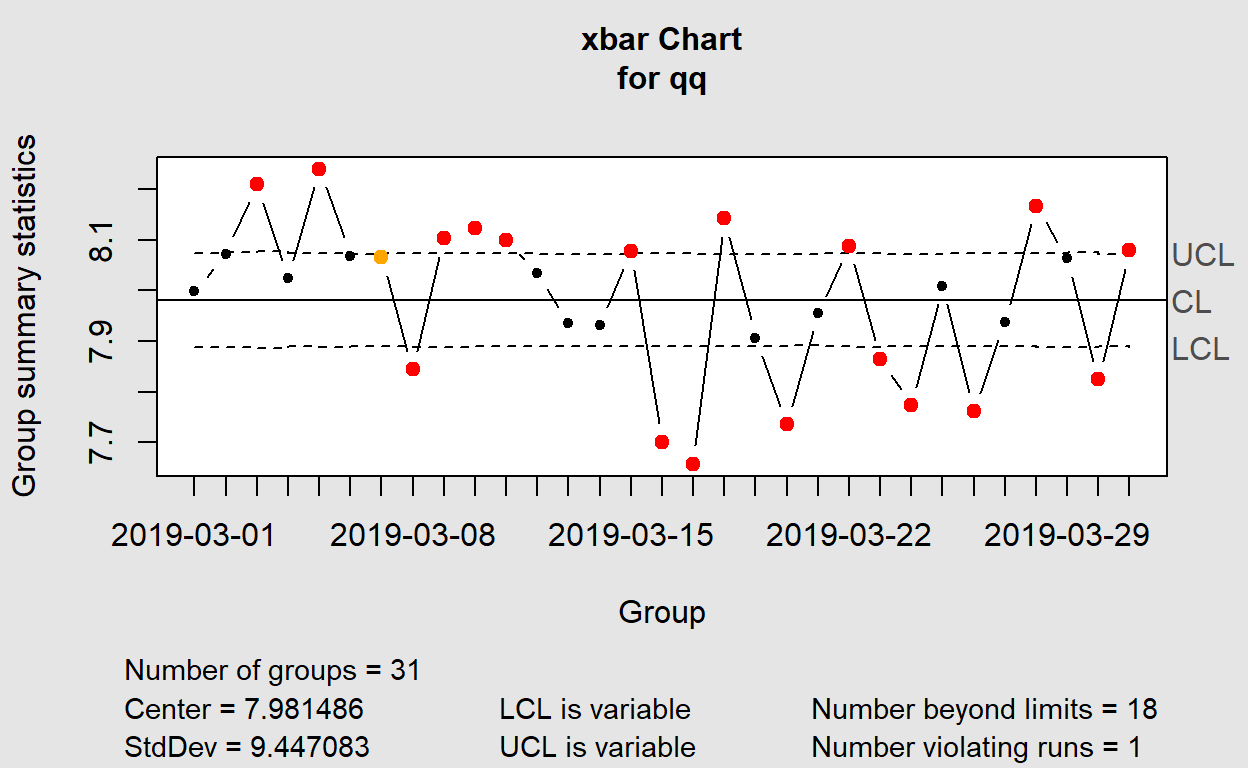 xbar Chart
for qq
Group summary statistics
8.1
7.9
7.7
UCL
CL
LCL
2019-03-01 2019-03-08 2019-03-15 2019-03-22 2019-03-29
Group
Number of groups = 31
Center = 7.981486 LCL is variable Number beyond limits = 18
StdDev = 9.447083 UCL is variable Number violating runs = 1